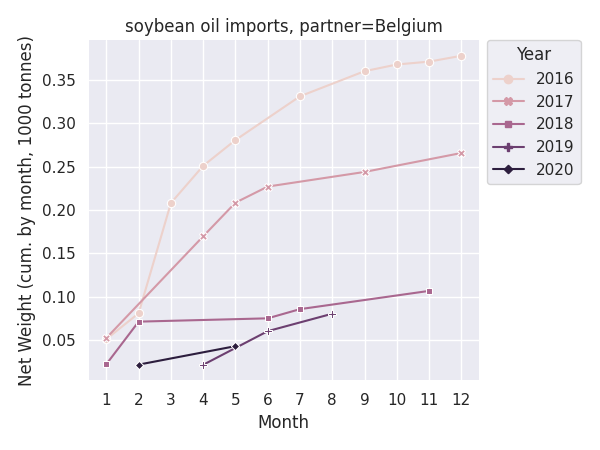 soybean oil imports, partner=Belgium
Net Weight (cum. by month, 1000 tonnes)
0.35
0.30
0.25
0.20
0.15
0.10
0.05
1 2 3 4 5 6 7 8 9 10 11 12
Month
Year
2016
2017
2018
2019
2020